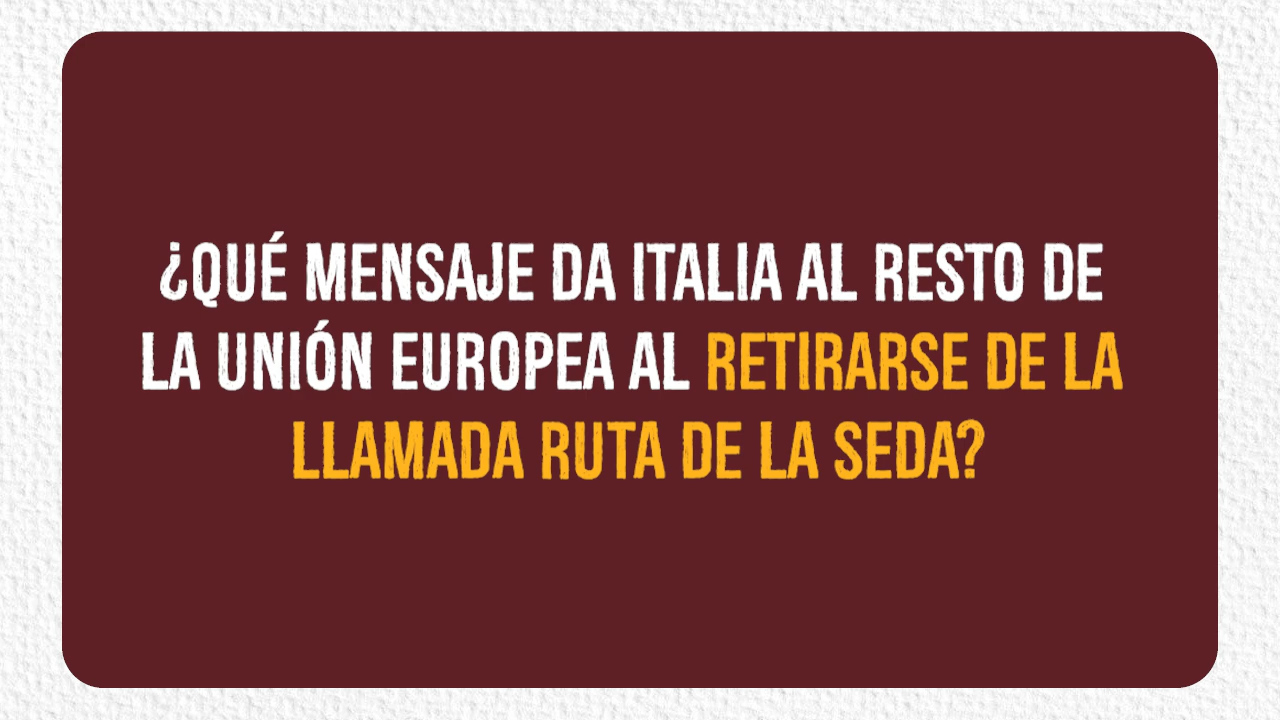 ¿QUÉ MENSAJE DA ITALIA AL RESTO DE
LA UNIÓN EUROPEA AL RETIRARSE DE LA
LLAMADA RUTA DE LA SEDA?